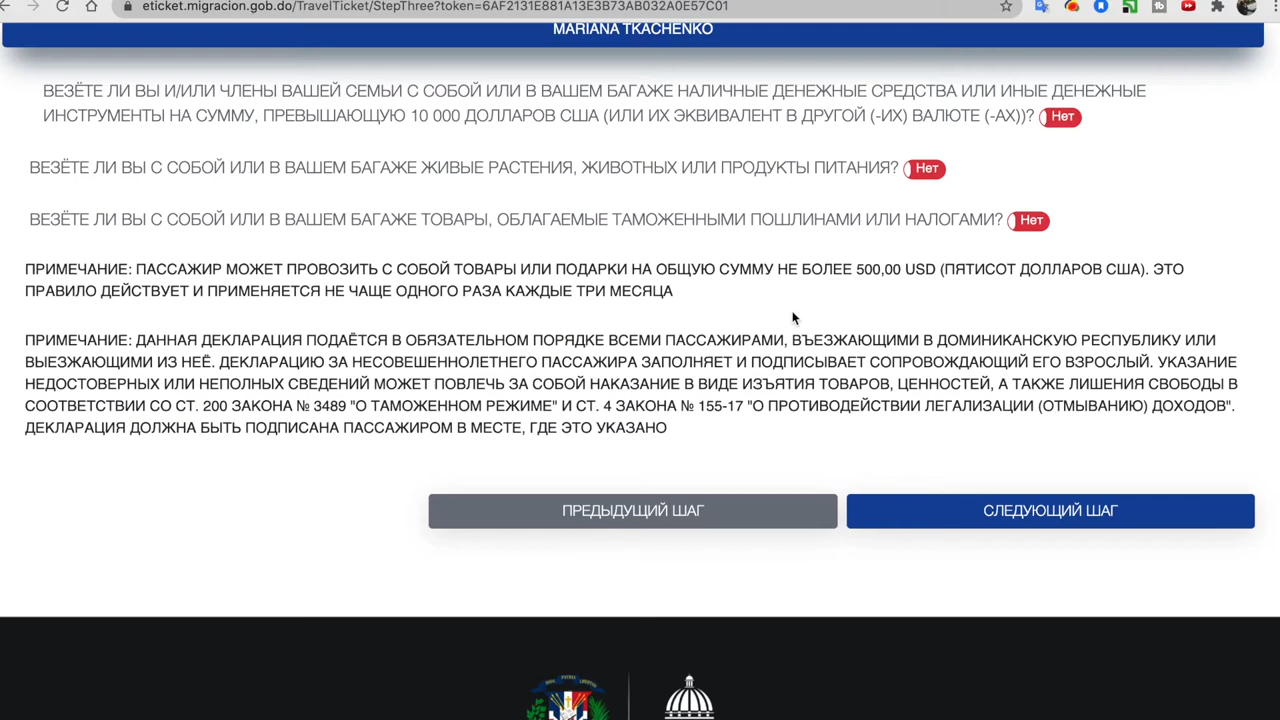 eticket.migracion.gob.do/TravelTicket/StepThree?token=6AF2131E881A13E3B73AB032A0E57C01
MARIANA TKACHENKO
ВЕЗЁТЕ ЛИ ВЫ И/ИЛИ ЧЛЕНЫ ВАШЕЙ СЕМЬИ С СОБОЙ ИЛИ В ВАШЕМ БАГАЖЕ НАЛИЧНЫЕ ДЕНЕЖНЫЕ СРЕДСТВА ИЛИ ИНЫЕ ДЕНЕЖНЫЕ
ИНСТРУМЕНТЫ НА СУММУ, ПРЕВЫШАЮЩУЮ 10 000 ДОЛЛАРОВ США (ИЛИ ИХ ЭКВИВАЛЕНТ В ДРУГОЙ (-ИХ) ВАЛЮТЕ (-АХ))? Нет
ВЕЗЁТЕ ЛИ ВЫ С СОБОЙ ИЛИ В ВАШЕМ БАГАЖЕ ЖИВЫЕ РАСТЕНИЯ, ЖИВОТНЫХ ИЛИ ПРОДУКТЫ ПИТАНИЯ? Нет
ВЕЗЁТЕ ЛИ ВЫ С СОБОЙ ИЛИ В ВАШЕМ БАГАЖЕ ТОВАРЫ, ОБЛАГАЕМЫЕ ТАМОЖЕННЫМИ ПОШЛИНАМИ ИЛИ НАЛОГАМИ? Нет
ПРИМЕЧАНИЕ: ПАССАЖИР МОЖЕТ ПРОВОЗИТЬ С СОБОЙ ТОВАРЫ ИЛИ ПОДАРКИ НА ОБЩУЮ СУММУ НЕ БОЛЕЕ 500,00 USD (ПЯТИСОТ ДОЛЛАРОВ США). ЭТО
ПРАВИЛО ДЕЙСТВУЕТ И ПРИМЕНЯЕТСЯ НЕ ЧАЩЕ ОДНОГО РАЗА КАЖДЫЕ ТРИ МЕСЯЦА
ПРИМЕЧАНИЕ: ДАННАЯ ДЕКЛАРАЦИЯ ПОДАЁТСЯ В ОБЯЗАТЕЛЬНОМ ПОРЯДКЕ ВСЕМИ ПАССАЖИРАМИ, ВЪЕЗЖАЮЩИМИ В ДОМИНИКАНСКУЮ РЕСПУБЛИКУ ИЛИ
ВЫЕЗЖАЮЩИМИ ИЗ НЕЁ. ДЕКЛАРАЦИЮ ЗА НЕСОВЕШЕННОЛЕТНЕГО ПАССАЖИРА ЗАПОЛНЯЕТ И ПОДПИСЫВАЕТ СОПРОВОЖДАЮЩИЙ ЕГО ВЗРОСЛЫЙ. УКАЗАНИЕ
НЕДОСТОВЕРНЫХ ИЛИ НЕПОЛНЫХ СВЕДЕНИЙ МОЖЕТ ПОВЛЕЧЬ ЗА СОБОЙ НАКАЗАНИЕ В ВИДЕ ИЗЪЯТИЯ ТОВАРОВ, ЦЕННОСТЕЙ, А ТАКЖЕ ЛИШЕНИЯ СВОБОДЫ В
СООТВЕТСТВИИ СО СТ. 200 ЗАКОНА № 3489 "О ТАМОЖЕННОМ РЕЖИМЕ" И СТ. 4 ЗАКОНА № 155-17 "О ПРОТИВОДЕЙСТВИИ ЛЕГАЛИЗАЦИИ (ОТМЫВАНИЮ) ДОХОДОВ".
ДЕКЛАРАЦИЯ ДОЛЖНА БЫТЬ ПОДПИСАНА ПАССАЖИРОМ В МЕСТЕ, ГДЕ ЭТО УКАЗАНО
ПРЕДЫДУЩИЙ ШАГ
СЛЕДУЮЩИЙ ШАГ